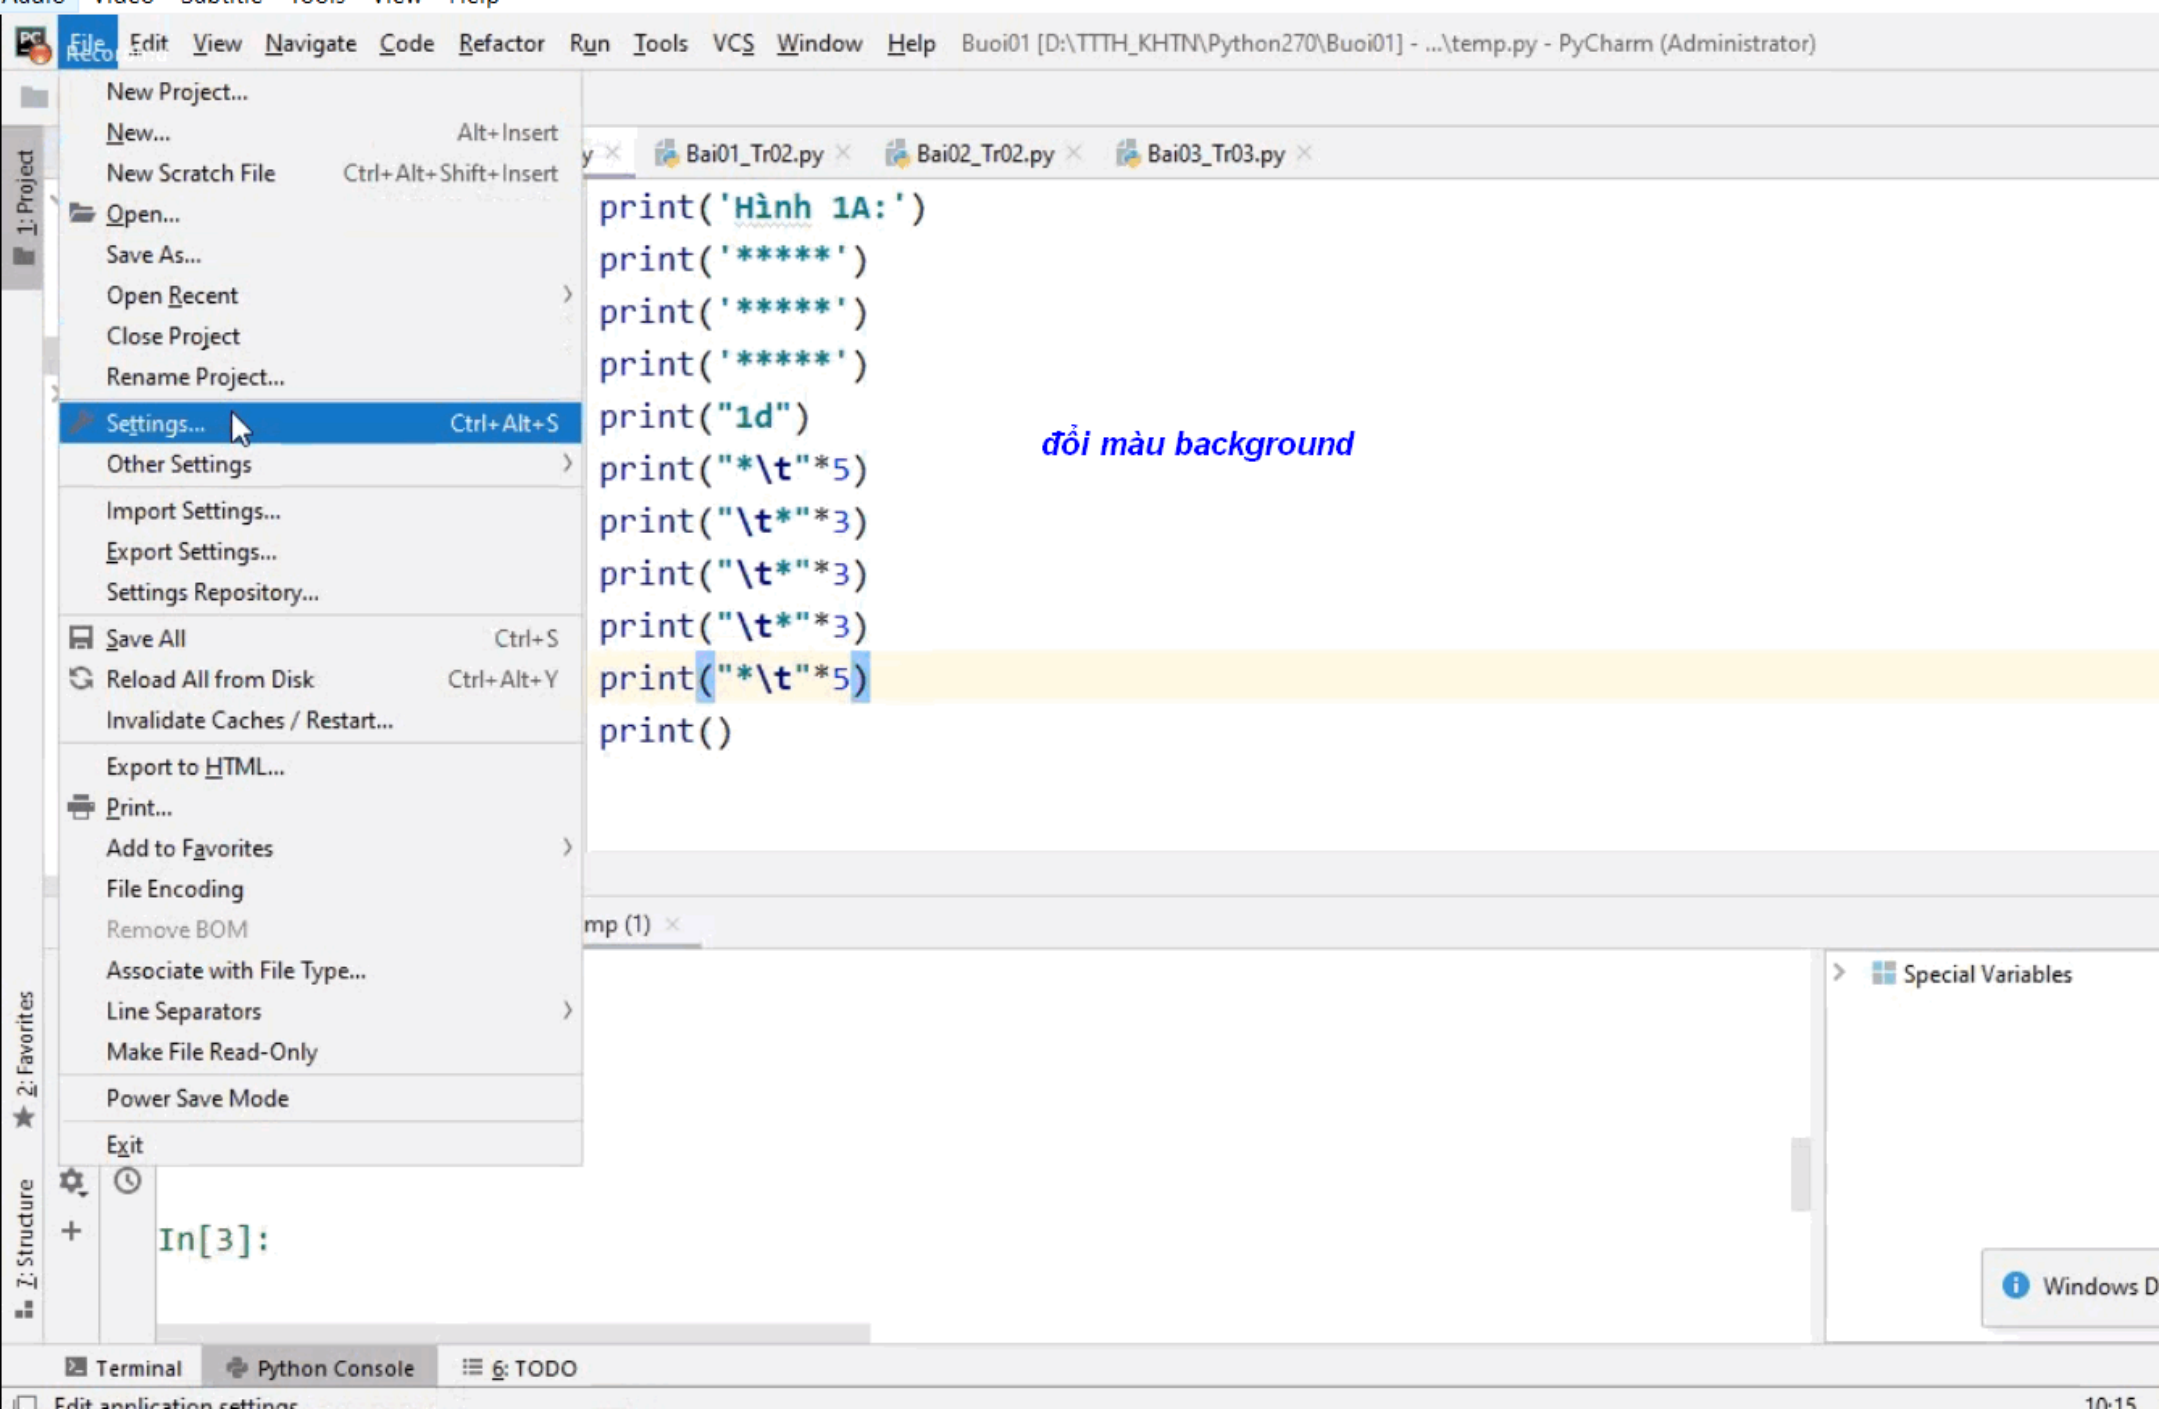 Audio Video Subtitle Tools View Help
File Edit View Navigate Code Refactor Run Tools VCS Window Help Buoi01 [D:\TTTH_KHTN\Python270\Buoi01] - ...\temp.py - PyCharm (Administrator)
New Project...
New... Alt+Insert
New Scratch File Ctrl+Alt+Shift+Insert
Open...
Save As...
Open Recent
Close Project
Rename Project...
Settings... Ctrl+Alt+S
Other Settings
Import Settings...
Export Settings...
Settings Repository...
Save All Ctrl+S
Reload All from Disk Ctrl+Alt+Y
Invalidate Caches / Restart...
Export to HTML...
Print...
Add to Favorites
File Encoding
Remove BOM
Associate with File Type...
Line Separators
Make File Read-Only
Power Save Mode
Exit
1: Project
2: Favorites
7: Structure
y Bai01_Tr02.py Bai02_Tr02.py Bai03_Tr03.py
print('Hình 1A:')
print('*****')
print('*****')
print('*****')
print("1d")
print("*\t"*5)
print("\t*"*3)
print("\t*"*3)
print("\t*"*3)
print("*\t"*5)
print()
đổi màu background
mp (1)
Special Variables
In[3]:
Windows D
Terminal Python Console 6: TODO
Edit application settings 10:15